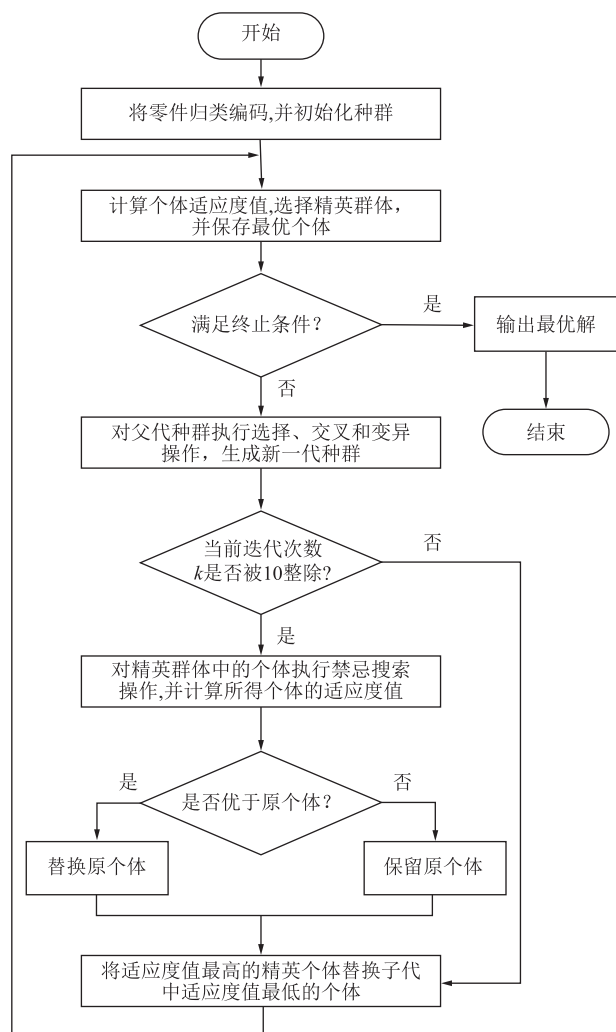 开始
将零件归类编码,并初始化种群
计算个体适应度值,选择精英群体，
并保存最优个体
满足终止条件？
是
输出最优解
结束
否
对父代种群执行选择、交叉和变异
操作，生成新一代种群
当前迭代次数
k是否被10整除?
否
是
对精英群体中的个体执行禁忌搜索
操作,并计算所得个体的适应度值
是否优于原个体？
是
否
替换原个体
保留原个体
将适应度值最高的精英个体替换子代
中适应度值最低的个体